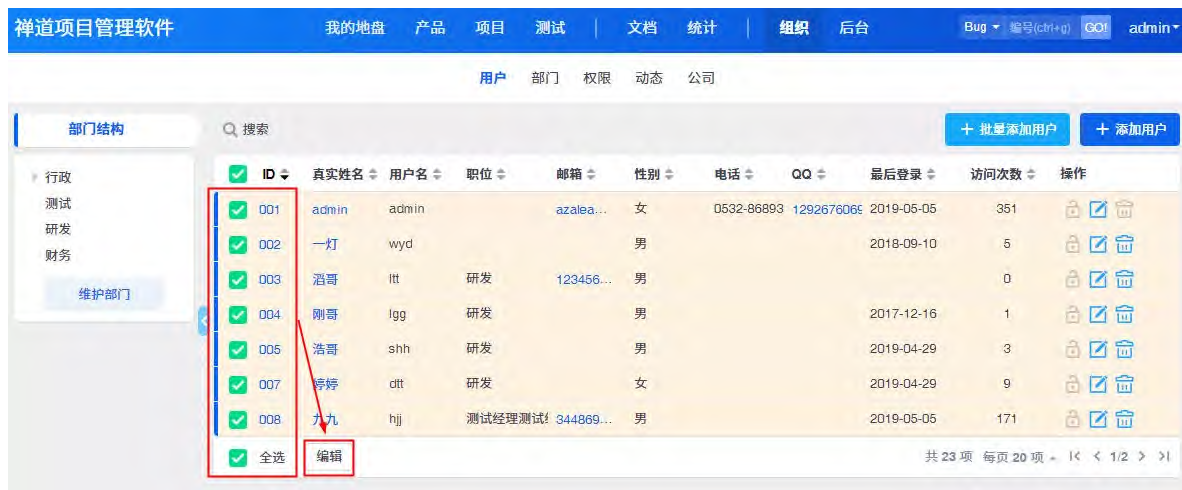 禅道项目管理软件 我的地盘 产品 项目 测试 | 文档 统计 | 组织 后台 Bug 编号(ctrl+g) GO! admin
用户 部门 权限 动态 公司
部门结构 搜索 + 批量添加用户 + 添加用户
行政
测试
研发
财务
维护部门
ID 真实姓名 用户名 职位 邮箱 性别 电话 QQ 最后登录 访问次数 操作
001 admin admin azalea... 女 0532-86893 1292676069 2019-05-05 351
002 一灯 wyd 男 2018-09-10 5
003 滔哥 ltt 研发 123456... 男 0
004 刚哥 lgg 研发 男 2017-12-16 1
005 浩哥 shh 研发 男 2019-04-29 3
007 婷婷 dtt 研发 女 2019-04-29 9
008 九九 hjj 测试经理测试 344869... 男 2019-05-05 171
全选 编辑 共 23 项 每页 20 项 1/2